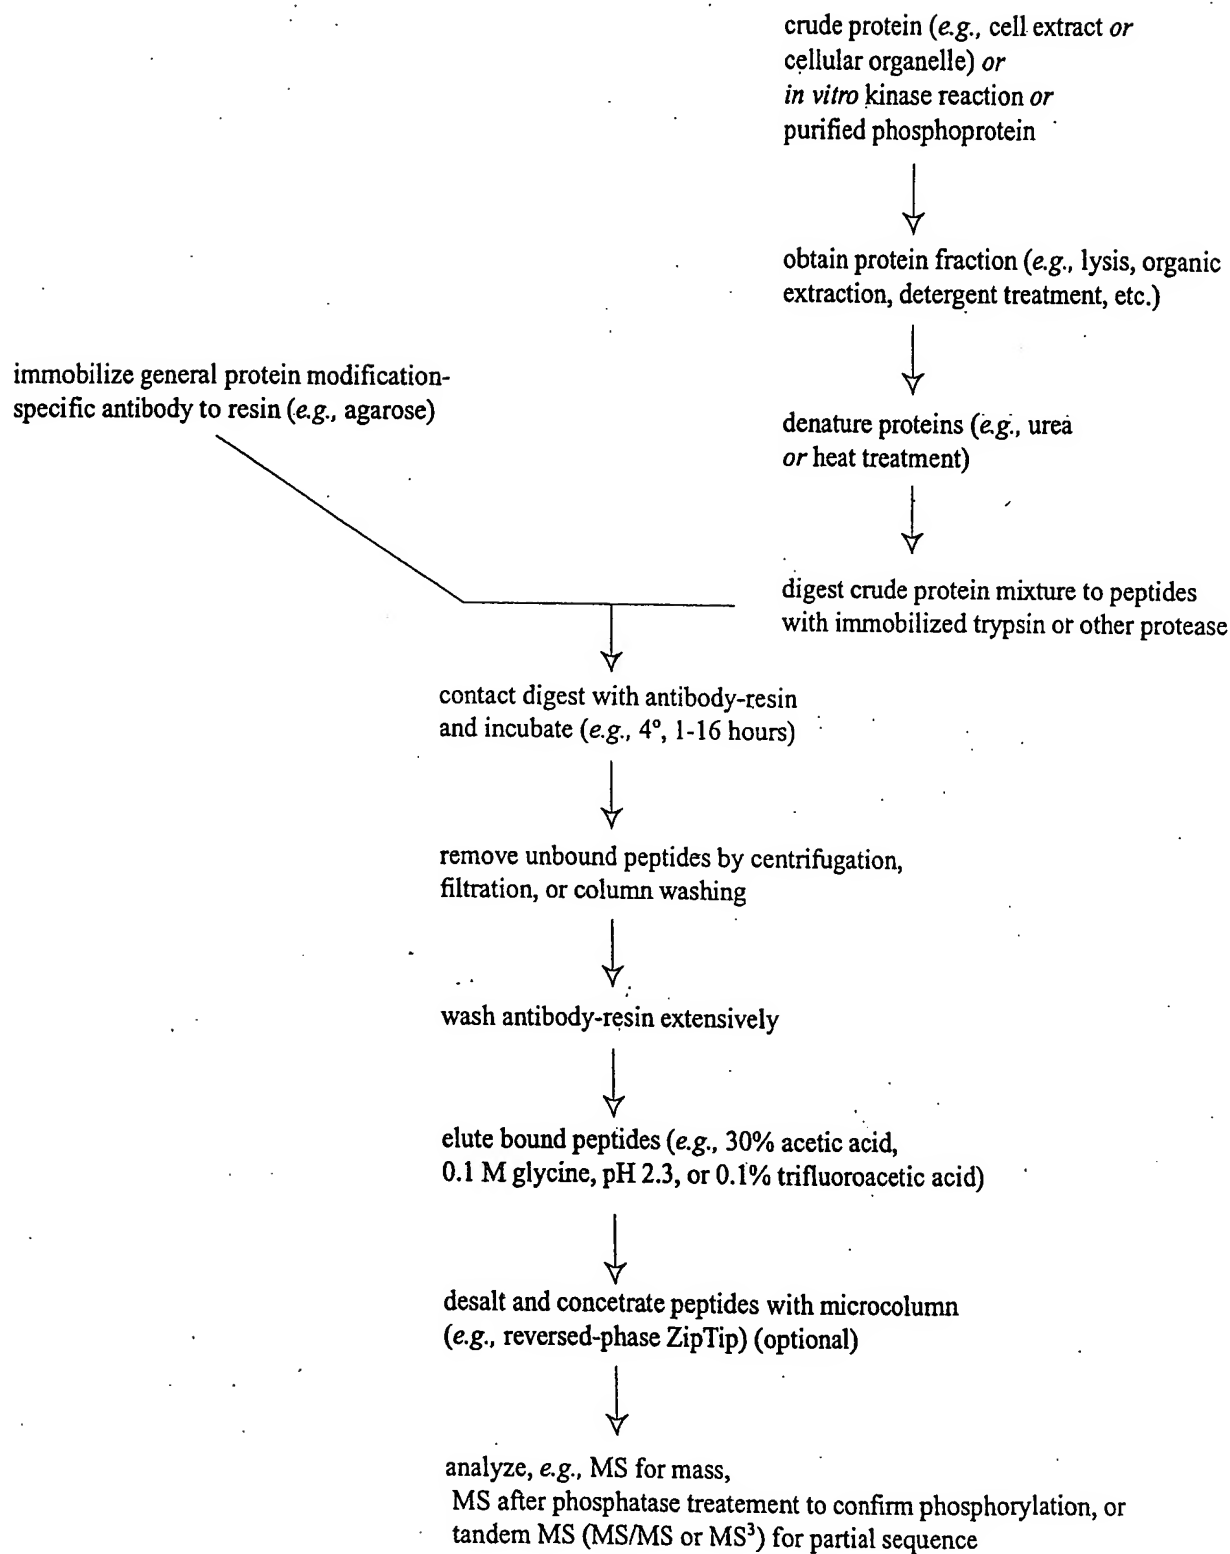 crude protein (e.g., cell extract or
cellular organelle) or
in vitro kinase reaction or
purified phosphoprotein
obtain protein fraction (e.g., lysis, organic
extraction, detergent treatment, etc.)
immobilize general protein modification-
specific antibody to resin (e.g., agarose)
denature proteins (e.g., urea
or heat treatment)
digest crude protein mixture to peptides
with immobilized trypsin or other protease
contact digest with antibody-resin
and incubate (e.g., 4°, 1-16 hours)
remove unbound peptides by centrifugation,
filtration, or column washing
wash antibody-resin extensively
elute bound peptides (e.g., 30% acetic acid,
0.1 M glycine, pH 2.3, or 0.1% trifluoroacetic acid)
desalt and concetrate peptides with microcolumn
(e.g., reversed-phase ZipTip) (optional)
analyze, e.g., MS for mass,
MS after phosphatase treatement to confirm phosphorylation, or
tandem MS (MS/MS or MS³) for partial sequence